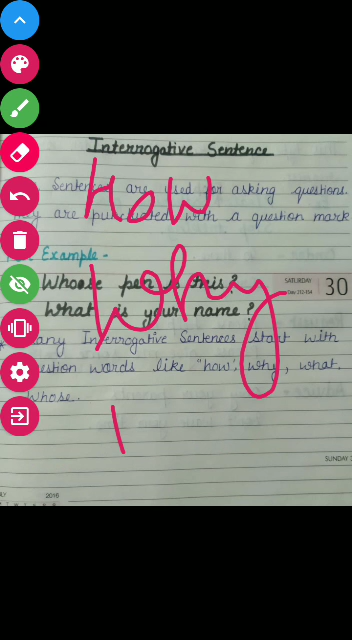 Interrogative Sentence
Sentences are used for asking questions.
They are punctuated with a question mark
Example -
Whoose pen is this?
What is your name?
SATURDAY
30
many Interrogative Sentences start with
question words like "how", why, what.
whose.
SUNDAY
2016
How
why